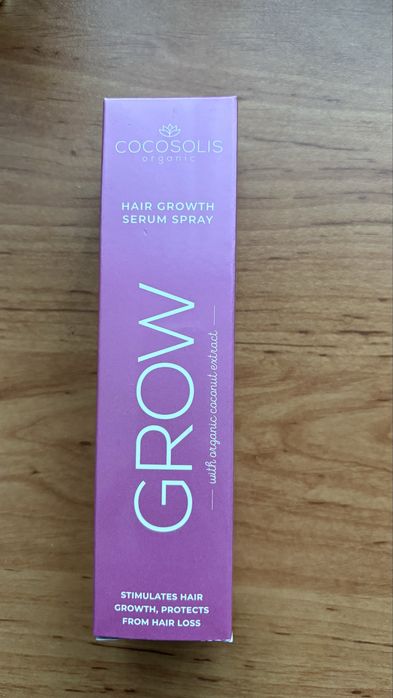 COCOSOLIS
organic
HAIR GROWTH
SERUM SPRAY
GROW
with organic coconut extract
STIMULATES HAIR
GROWTH, PROTECTS
FROM HAIR LOSS